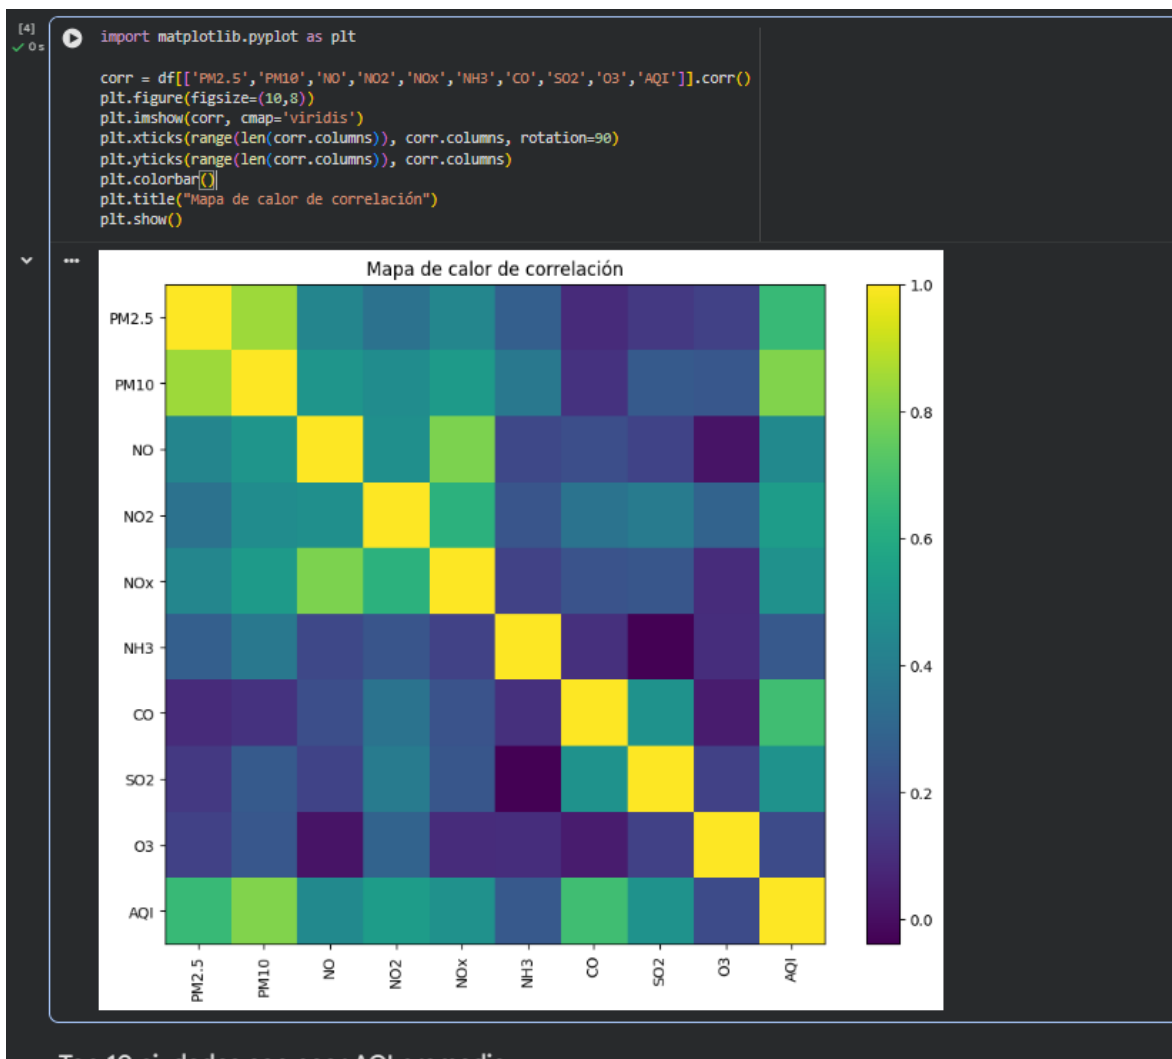 [4]
✓ 0 s
import matplotlib.pyplot as plt
corr = df[['PM2.5','PM10','NO','NO2','NOx','NH3','CO','SO2','O3','AQI']].corr()
plt.figure(figsize=(10,8))
plt.imshow(corr, cmap='viridis')
plt.xticks(range(len(corr.columns)), corr.columns, rotation=90)
plt.yticks(range(len(corr.columns)), corr.columns)
plt.colorbar()
plt.title("Mapa de calor de correlación")
plt.show()
Mapa de calor de correlación
PM2.5
PM10
NO
NO2
NOx
NH3
CO
SO2
O3
AQI
PM2.5 PM10 NO NO2 NOx NH3 CO SO2 O3 AQI
1.0
0.8
0.6
0.4
0.2
0.0